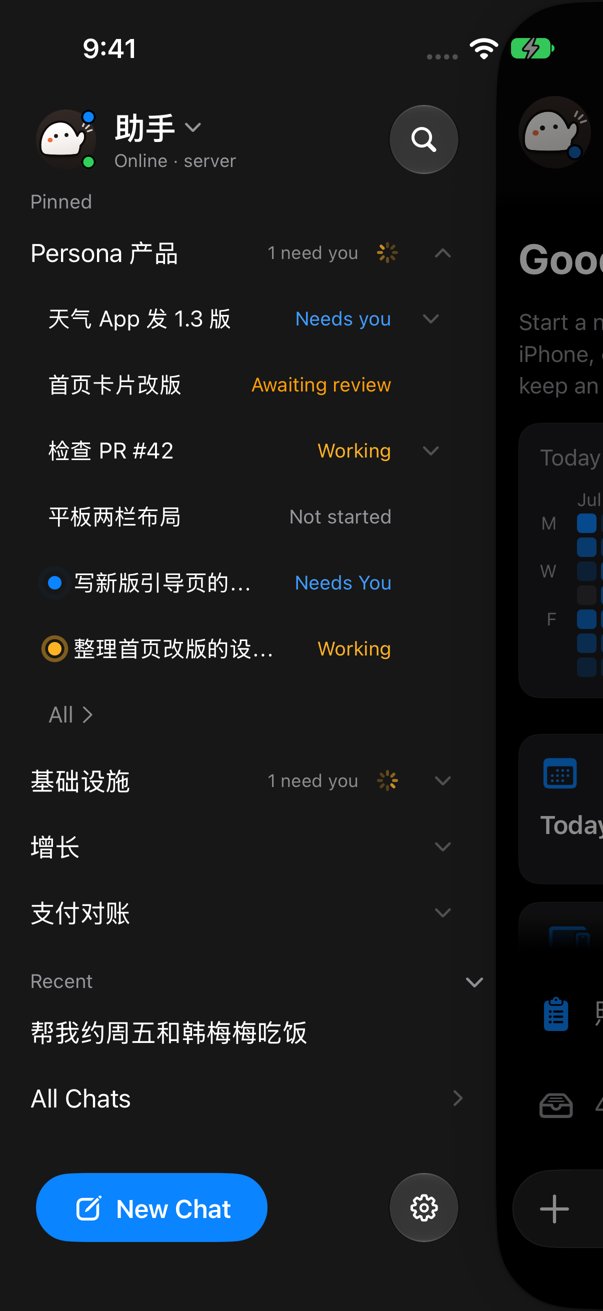 9:41
助手
Online · server
Pinned
Persona 产品 1 need you
天气 App 发 1.3 版 Needs you
首页卡片改版 Awaiting review
检查 PR #42 Working
平板两栏布局 Not started
写新版引导页的… Needs You
整理首页改版的设… Working
All
基础设施 1 need you
增长
支付对账
Recent
帮我约周五和韩梅梅吃饭
All Chats
New Chat
Good
Start a n
iPhone,
keep an
Today
Jul
M
W
F
Today